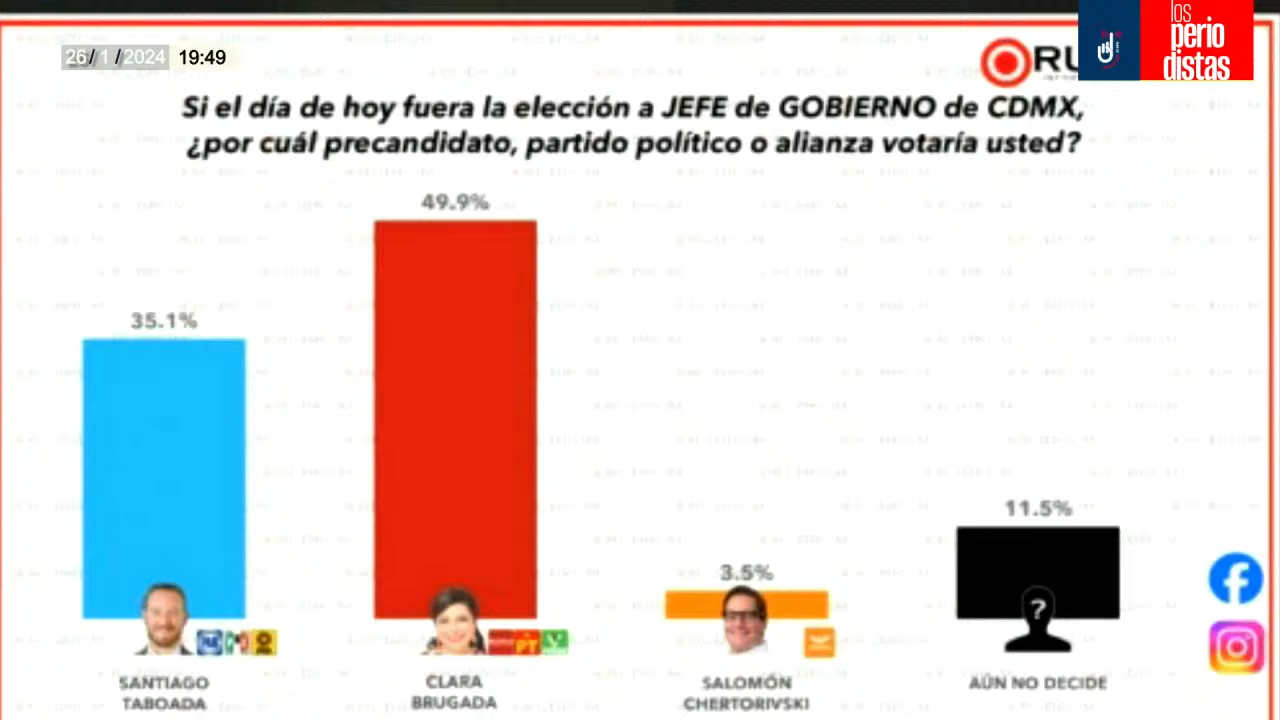 los
perio
distas
26/ 1 /2024 19:49
RU
Si el día de hoy fuera la elección a JEFE de GOBIERNO de CDMX,
¿por cuál precandidato, partido político o alianza votaría usted?
49.9%
35.1%
11.5%
3.5%
?
PT
SANTIAGO
TABOADA
CLARA
BRUGADA
SALOMÓN
CHERTORIVSKI
AÚN NO DECIDE